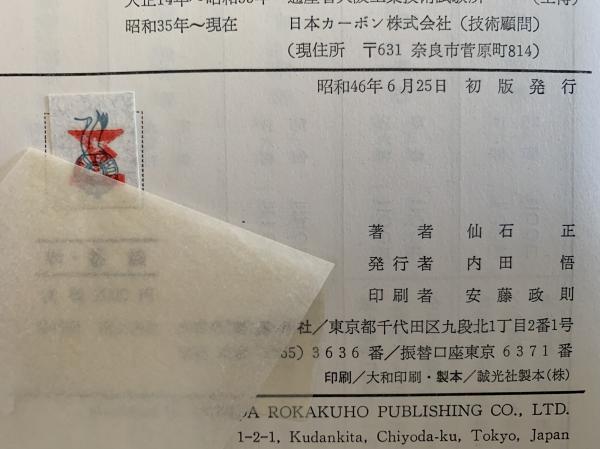 昭和35年～現在　日本カーボン株式会社（技術顧問）
（現住所　〒631 奈良市菅原町814）
昭和46年6月25日　初版発行
著者　仙石　正
発行者　内田　悟
印刷者　安藤政則
社／東京都千代田区九段北1丁目2番1号
3636番／振替口座東京6371番
印刷／大和印刷・製本／誠光社製本（株）
ROKAKUHO PUBLISHING CO., LTD.
1-2-1, Kudankita, Chiyoda-ku, Tokyo, Japan